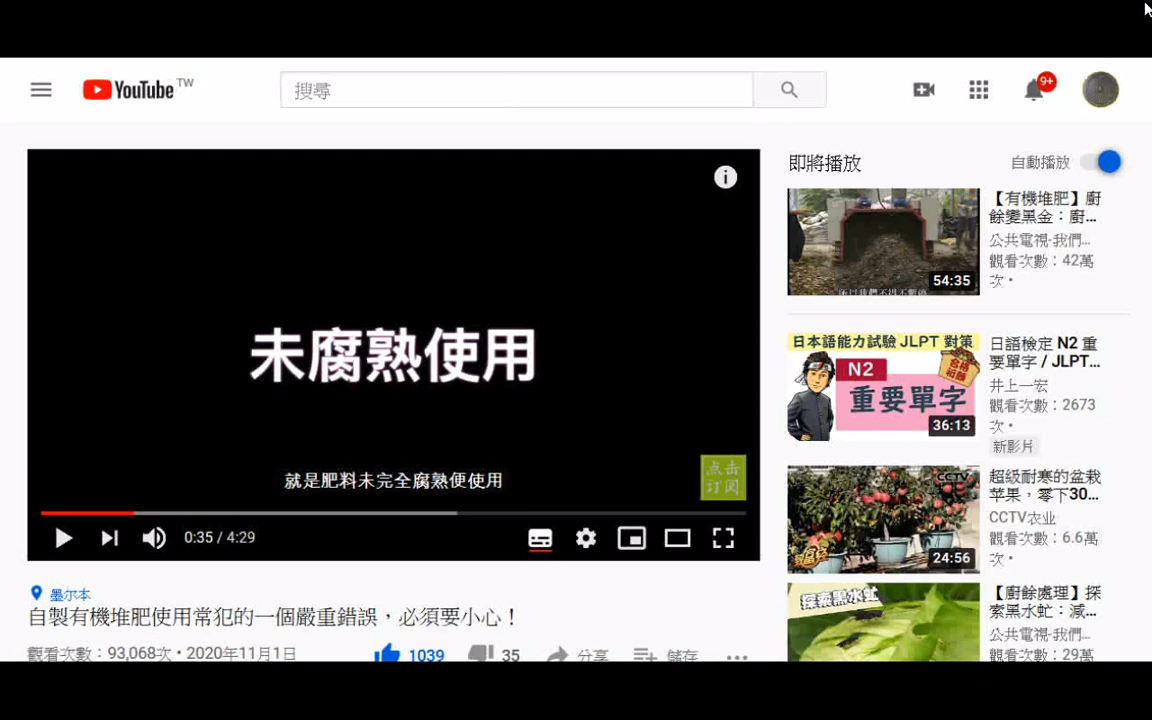 YouTube TW
搜尋
9+
未腐熟使用
就是肥料未完全腐熟便使用
点击
订阅
0:35 / 4:29
墨尔本
自製有機堆肥使用常犯的一個嚴重錯誤，必須要小心！
觀看次數：93,068次 • 2020年11月1日
1039
35
分享
儲存
即將播放
自動播放
54:35
【有機堆肥】廚
餘變黑金：廚...
公共電視-我們...
觀看次數：42萬
次 •
日本語能力試驗 JLPT 對策
N2
合格
祈願
重要單字
36:13
日語檢定 N2 重
要單字 / JLPT...
井上一宏
觀看次數：2673
次 •
新影片
CCTV
24:56
超級耐寒的盆栽
苹果，零下30...
CCTV农业
觀看次數：6.6萬
次 •
探索黑水虻
【廚餘處理】探
索黑水虻：減...
公共電視-我們...
觀看次數：29萬